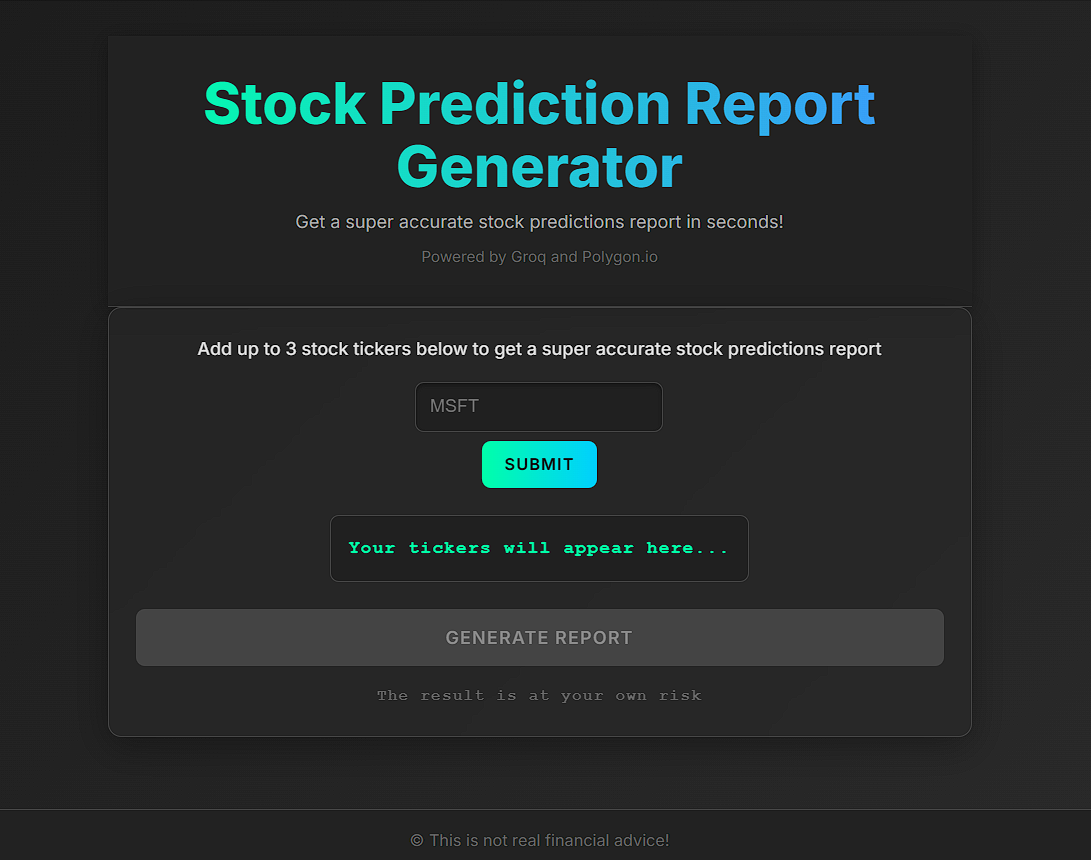 Stock Prediction Report
Generator
Get a super accurate stock predictions report in seconds!
Powered by Groq and Polygon.io
Add up to 3 stock tickers below to get a super accurate stock predictions report
MSFT
SUBMIT
Your tickers will appear here...
GENERATE REPORT
The result is at your own risk
© This is not real financial advice!